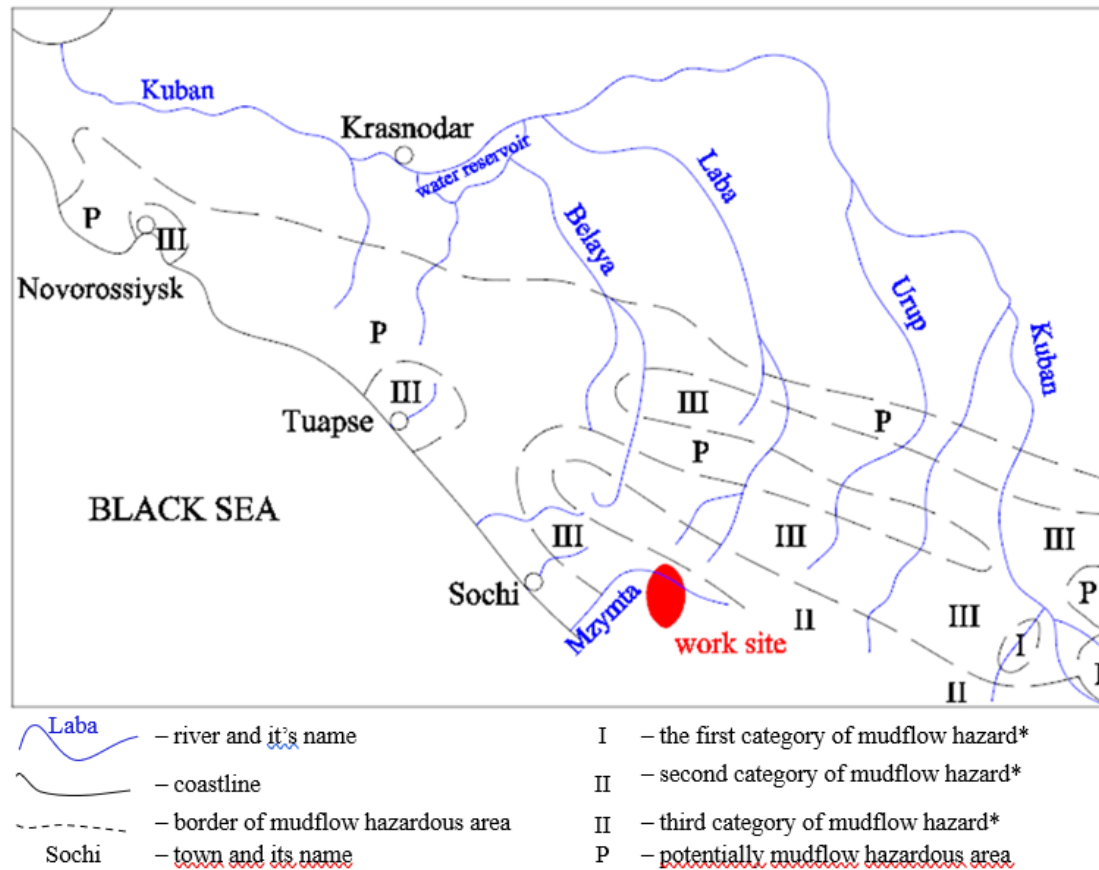 Kuban
Krasnodar
water reservoir
Laba
Belaya
P
III
Novorossiysk
Urup
Kuban
P
III
Tuapse
III
P
P
BLACK SEA
III
III
III
Sochi
P
Mzymta
II
III
I
work site
II
Laba
– river and it's name
– coastline
– border of mudflow hazardous area
Sochi – town and its name
I – the first category of mudflow hazard*
II – second category of mudflow hazard*
II – third category of mudflow hazard*
P – potentially mudflow hazardous area